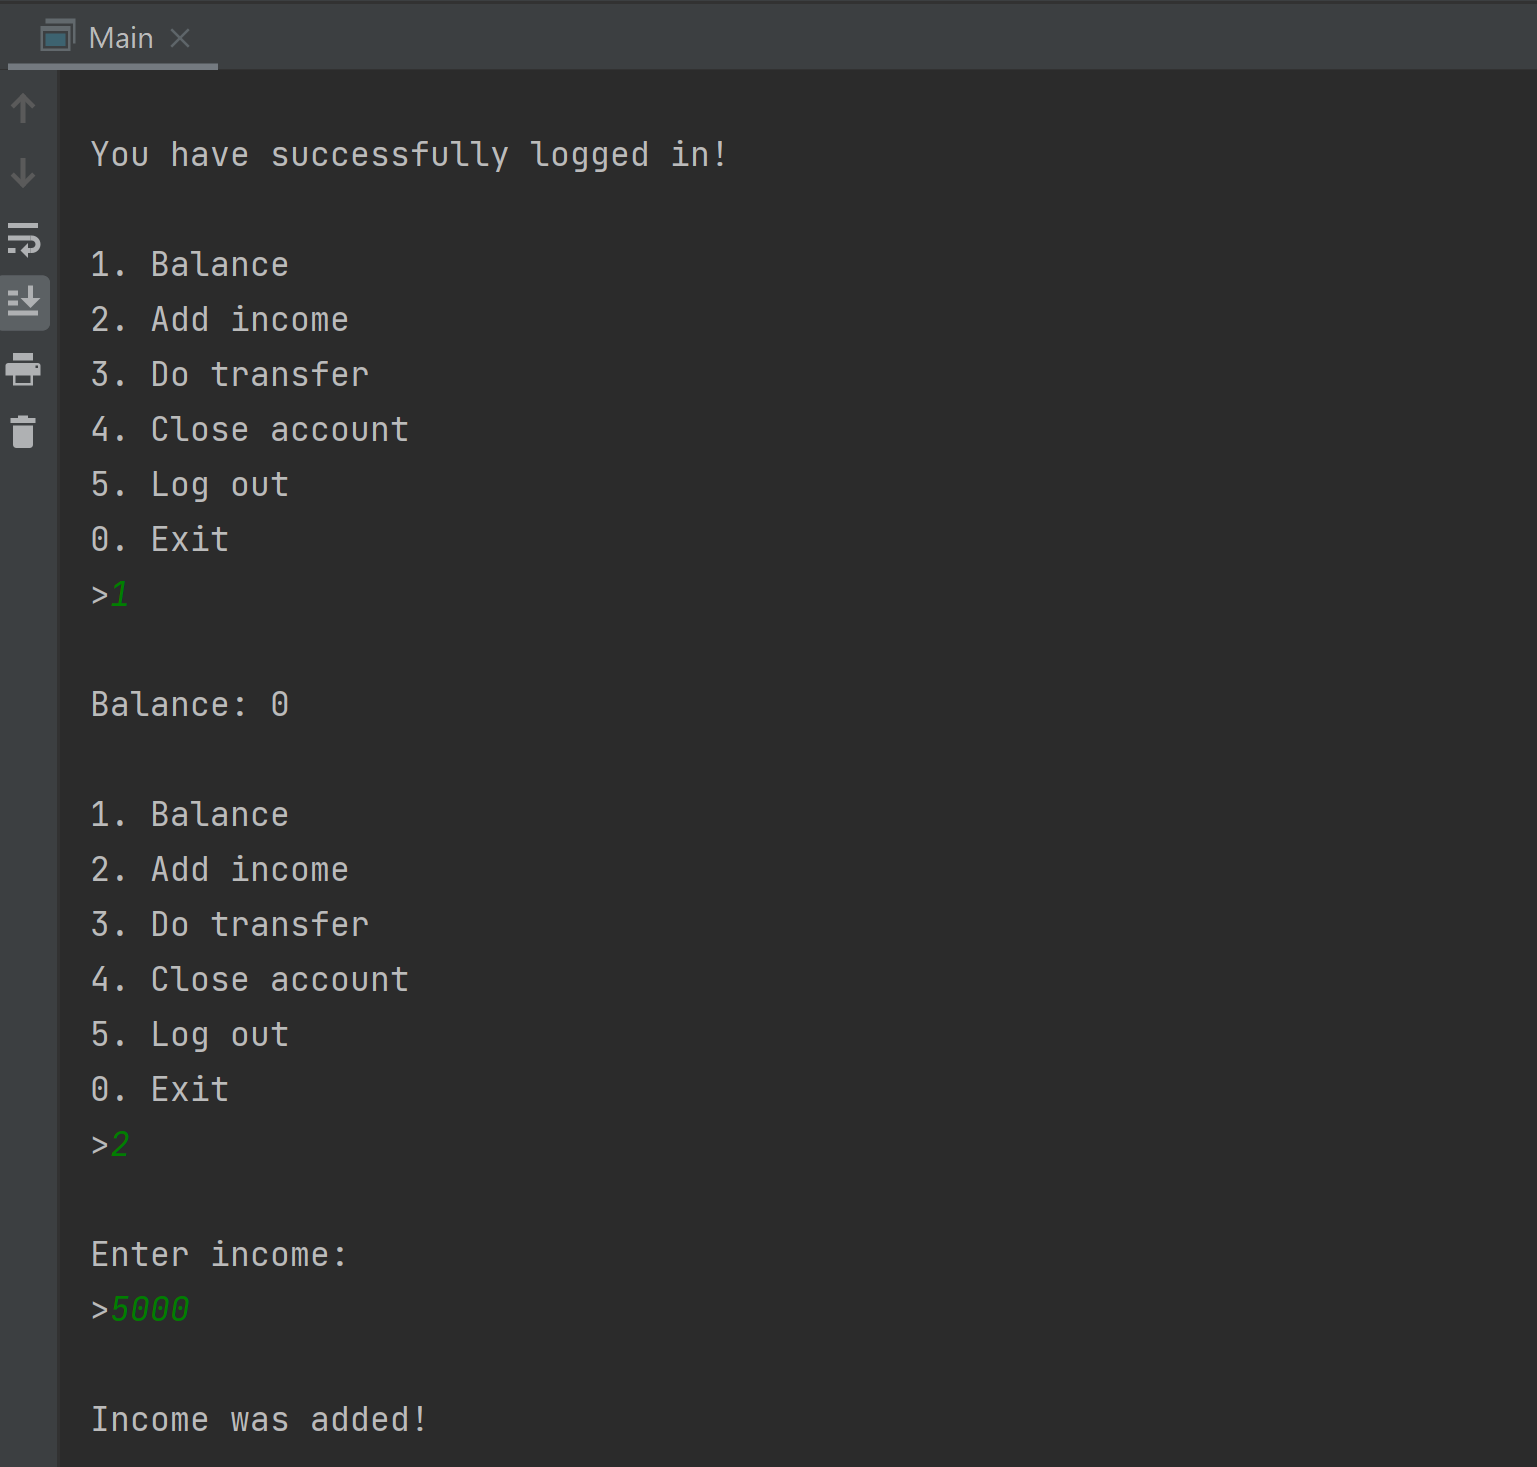 Main
You have successfully logged in!
1. Balance
2. Add income
3. Do transfer
4. Close account
5. Log out
0. Exit
>1
Balance: 0
1. Balance
2. Add income
3. Do transfer
4. Close account
5. Log out
0. Exit
>2
Enter income:
>5000
Income was added!